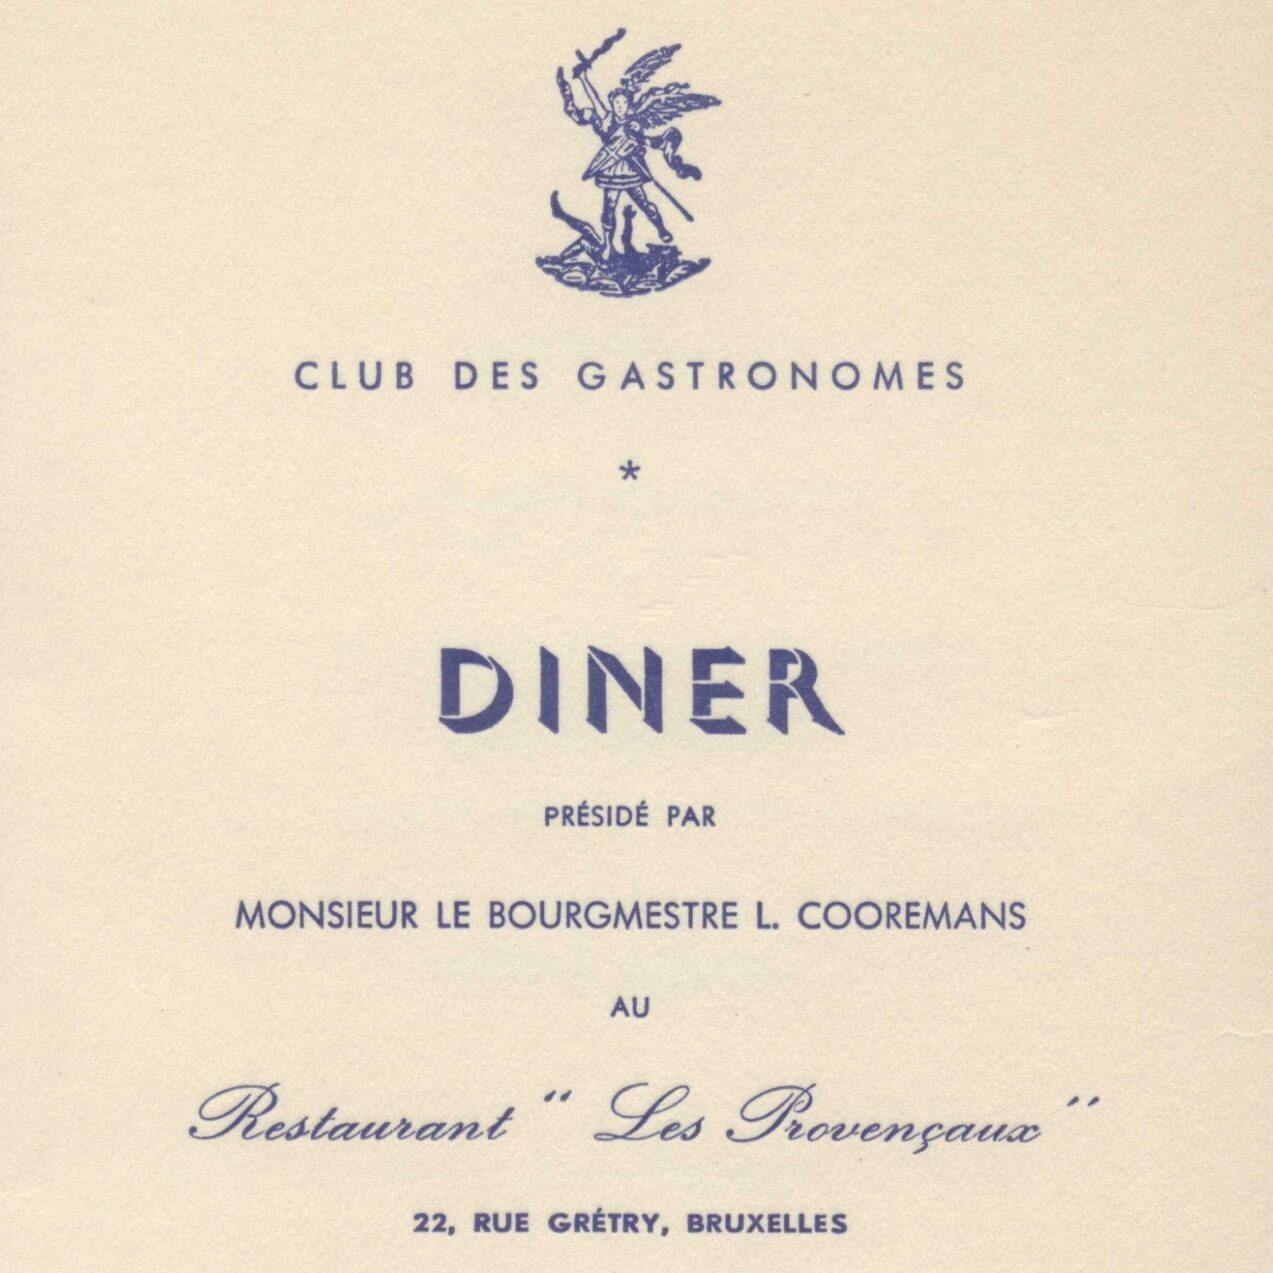 CLUB DES GASTRONOMES
*
DINER
PRÉSIDÉ PAR
MONSIEUR LE BOURGMESTRE L. COOREMANS
AU
Restaurant " Les Provençaux "
22, RUE GRÉTRY, BRUXELLES